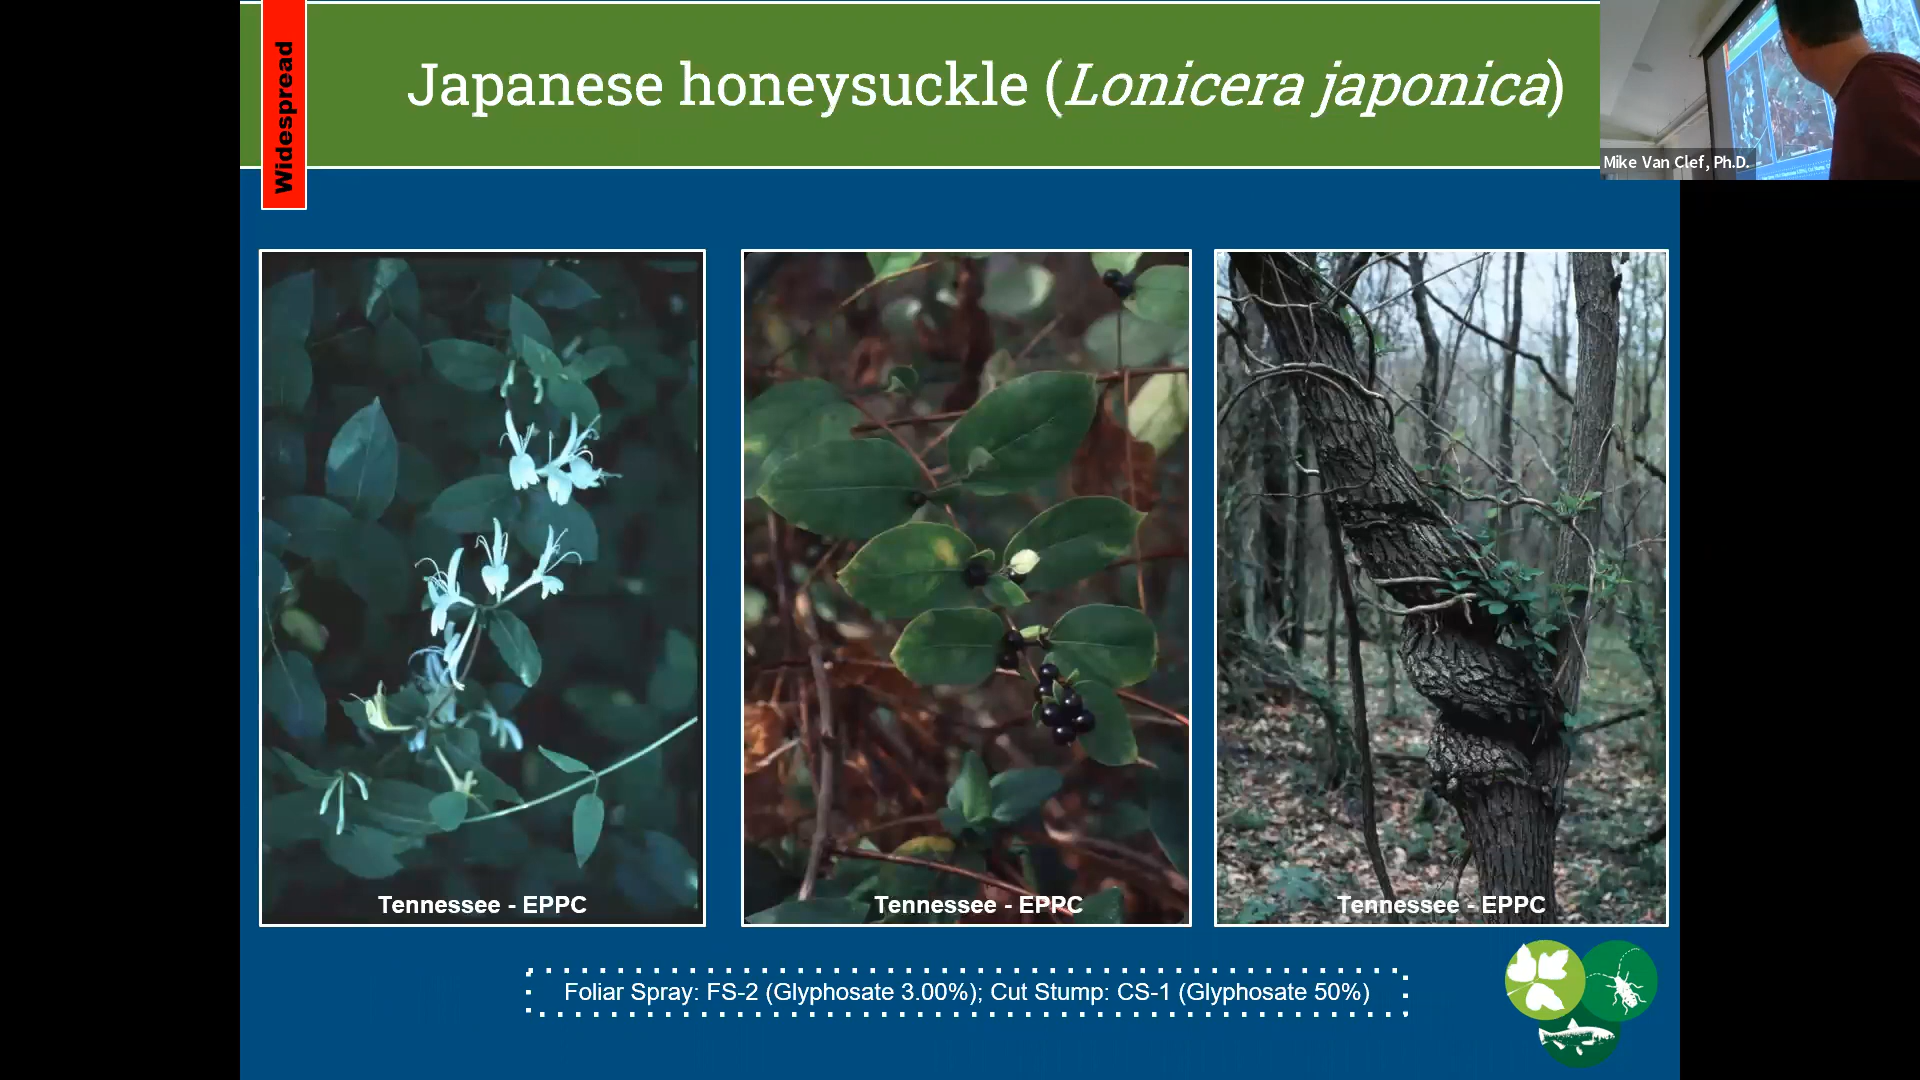 Widespread
Japanese honeysuckle (Lonicera japonica)
Mike Van Clef, Ph.D.
Tennessee - EPPC
Tennessee - EPPC
Tennessee - EPPC
Foliar Spray: FS-2 (Glyphosate 3.00%); Cut Stump: CS-1 (Glyphosate 50%)